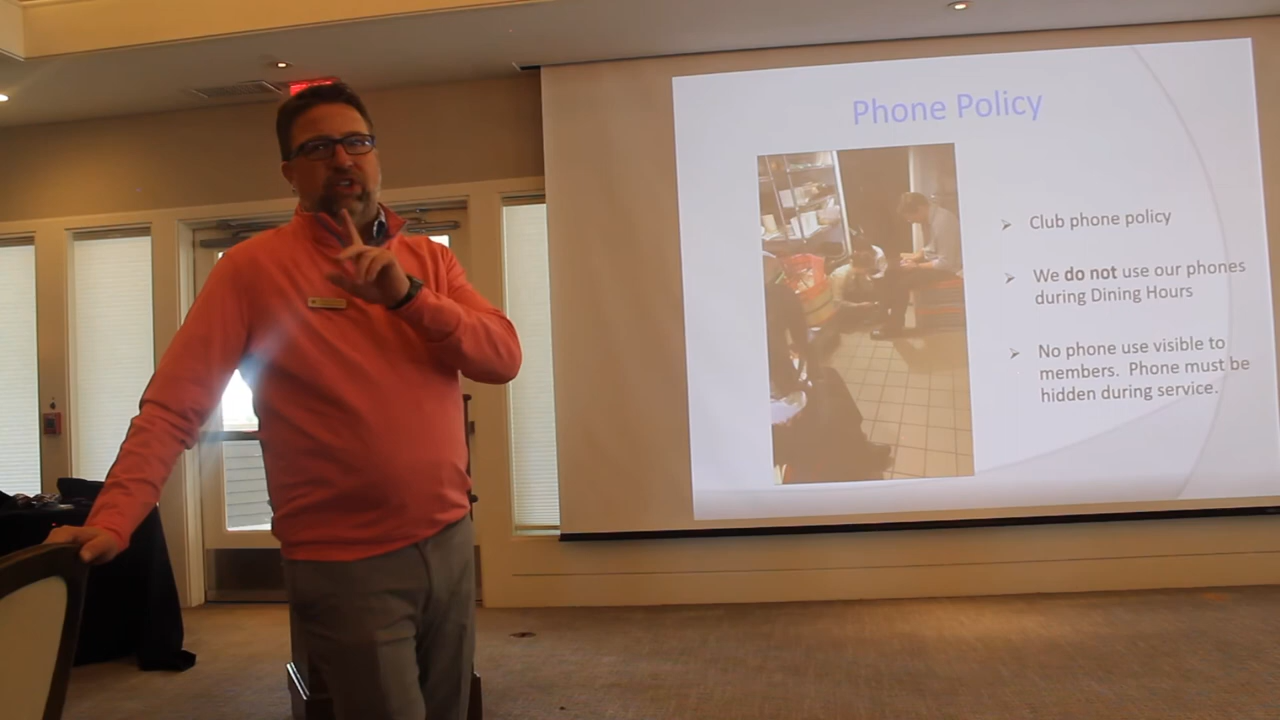 Phone Policy
Club phone policy
We do not use our phones
during Dining Hours
No phone use visible to
members. Phone must be
hidden during service.